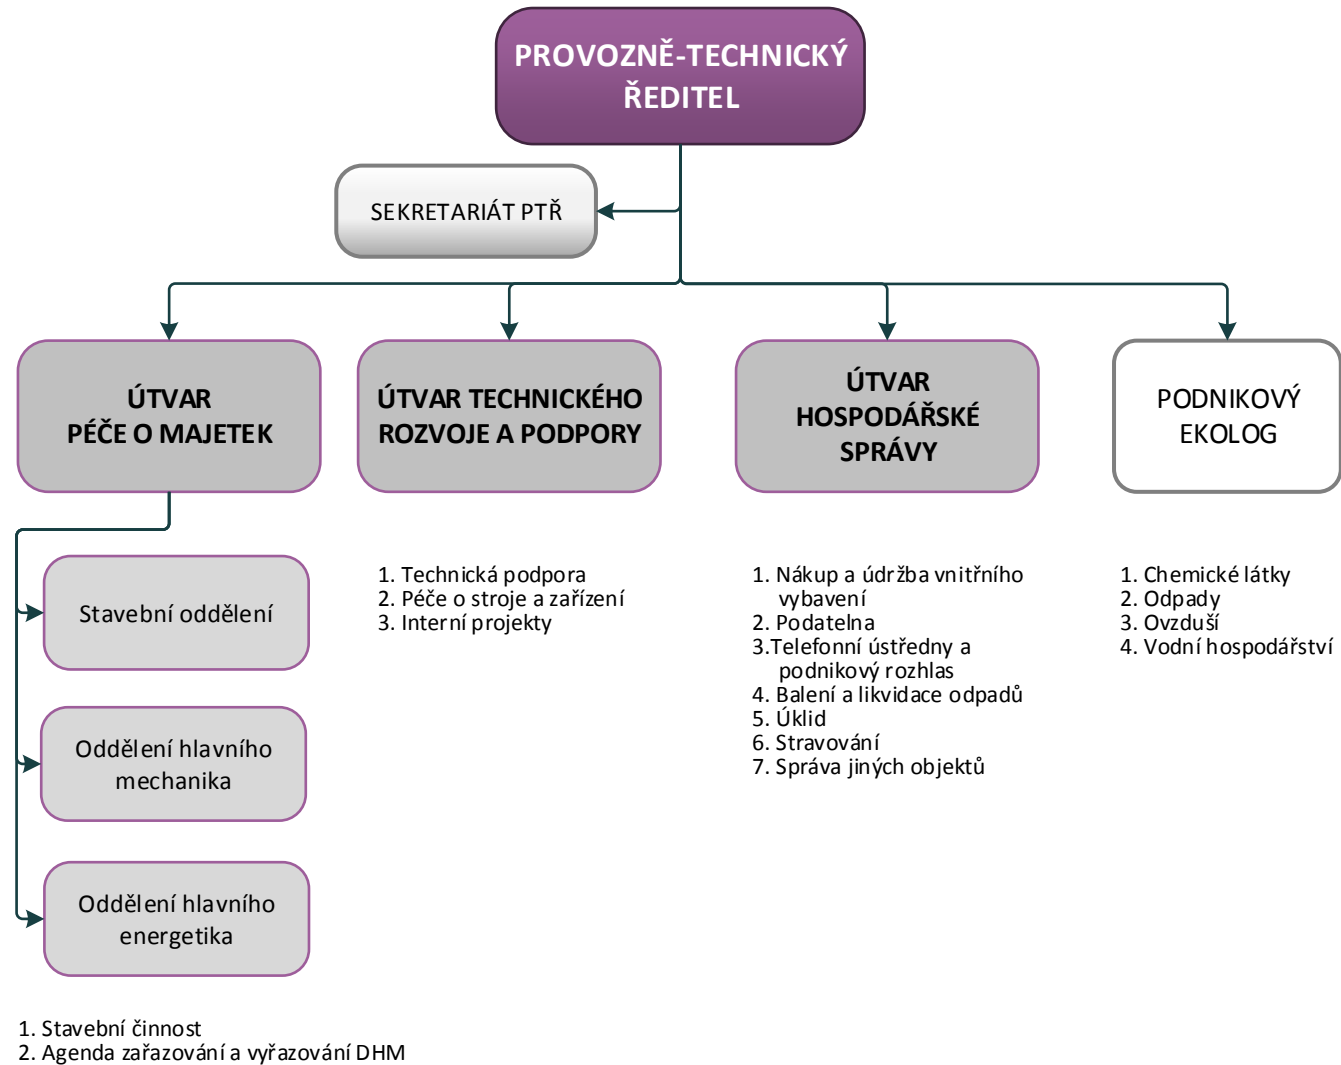 PROVOZNĚ-TECHNICKÝ
ŘEDITEL
SEKRETARIÁT PTŘ
ÚTVAR
PÉČE O MAJETEK
ÚTVAR TECHNICKÉHO
ROZVOJE A PODPORY
ÚTVAR
HOSPODÁŘSKÉ
SPRÁVY
PODNIKOVÝ
EKOLOG
Stavební oddělení
Oddělení hlavního
mechanika
Oddělení hlavního
energetika
1. Stavební činnost
2. Agenda zařazování a vyřazování DHM
1. Technická podpora
2. Péče o stroje a zařízení
3. Interní projekty
1. Nákup a údržba vnitřního
vybavení
2. Podatelna
3.Telefonní ústředny a
podnikový rozhlas
4. Balení a likvidace odpadů
5. Úklid
6. Stravování
7. Správa jiných objektů
1. Chemické látky
2. Odpady
3. Ovzduší
4. Vodní hospodářství